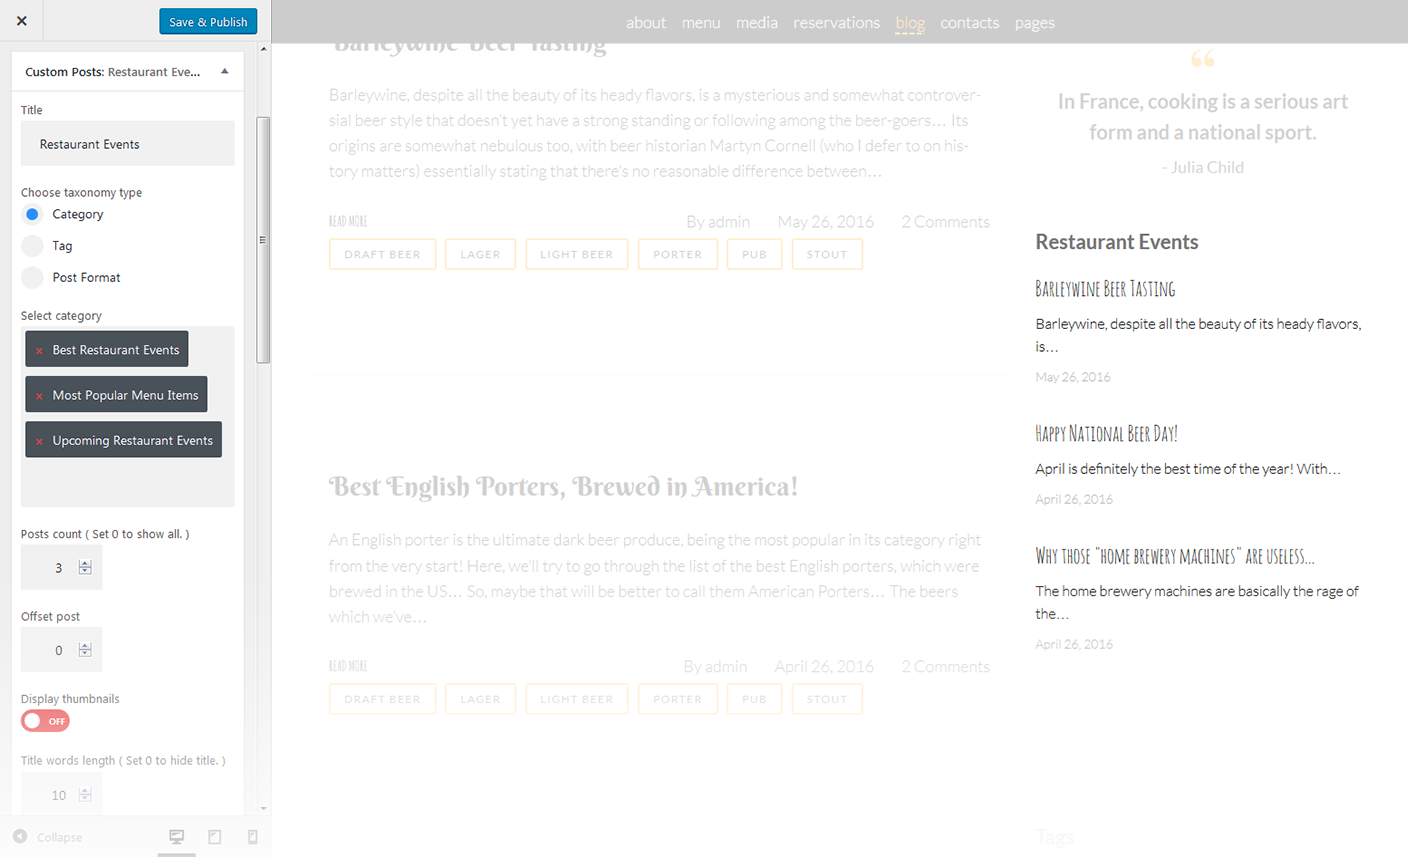 ×
Save & Publish
Custom Posts: Restaurant Eve...
Title
Restaurant Events
Choose taxonomy type
Category
Tag
Post Format
Select category
× Best Restaurant Events
× Most Popular Menu Items
× Upcoming Restaurant Events
Posts count ( Set 0 to show all. )
3
Offset post
0
Display thumbnails
OFF
Title words length ( Set 0 to hide title. )
10
Collapse
about menu media reservations blog contacts pages
Barleywine Beer Tasting
Barleywine, despite all the beauty of its heady flavors, is a mysterious and somewhat controver-
sial beer style that doesn't yet have a strong standing or following among the beer-goers… Its
origins are somewhat nebulous too, with beer historian Martyn Cornell (who I defer to on his-
tory matters) essentially stating that there's no reasonable difference between…
READ MORE
By admin May 26, 2016 2 Comments
DRAFT BEER LAGER LIGHT BEER PORTER PUB STOUT
Best English Porters, Brewed in America!
An English porter is the ultimate dark beer produce, being the most popular in its category right
from the very start! Here, we'll try to go through the list of the best English porters, which were
brewed in the US… So, maybe that will be better to call them American Porters… The beers
which we've…
READ MORE
By admin April 26, 2016 2 Comments
DRAFT BEER LAGER LIGHT BEER PORTER PUB STOUT
“
In France, cooking is a serious art
form and a national sport.
- Julia Child
Restaurant Events
Barleywine Beer Tasting
Barleywine, despite all the beauty of its heady flavors,
is…
May 26, 2016
Happy National Beer Day!
April is definitely the best time of the year! With…
April 26, 2016
Why those "home brewery machines" are useless…
The home brewery machines are basically the rage of
the…
April 26, 2016
Tags